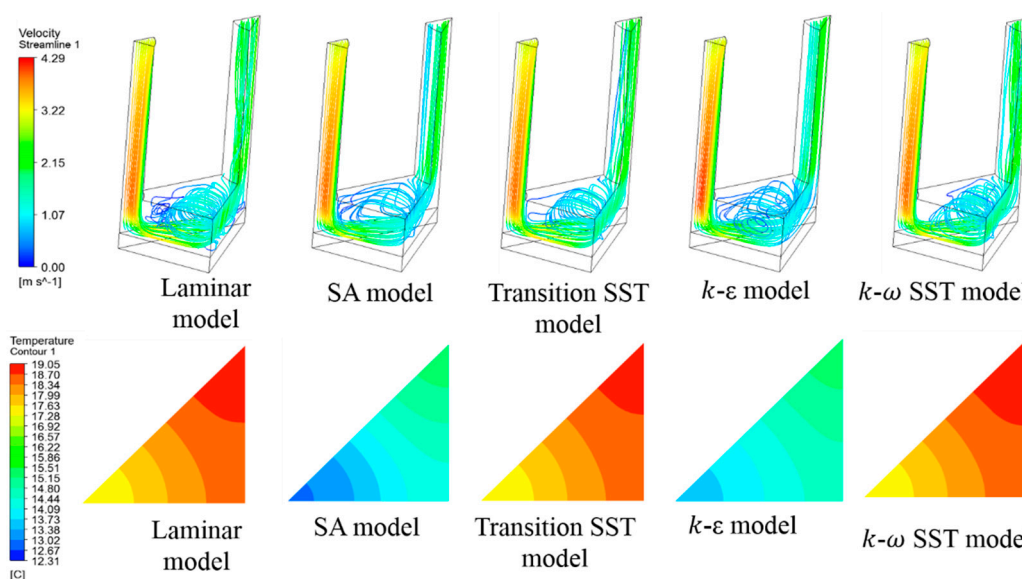 Velocity
Streamline 1
4.29
3.22
2.15
1.07
0.00
[m s^-1]
Laminar
model
SA model
Transition SST
model
k-ε model
k-ω SST mode
Temperature
Contour 1
19.05
18.70
18.34
17.99
17.63
17.28
16.92
16.57
16.22
15.86
15.51
15.15
14.80
14.44
14.09
13.73
13.38
13.02
12.67
12.31
[C]
Laminar
model
SA model
Transition SST
model
k-ε model
k-ω SST mode